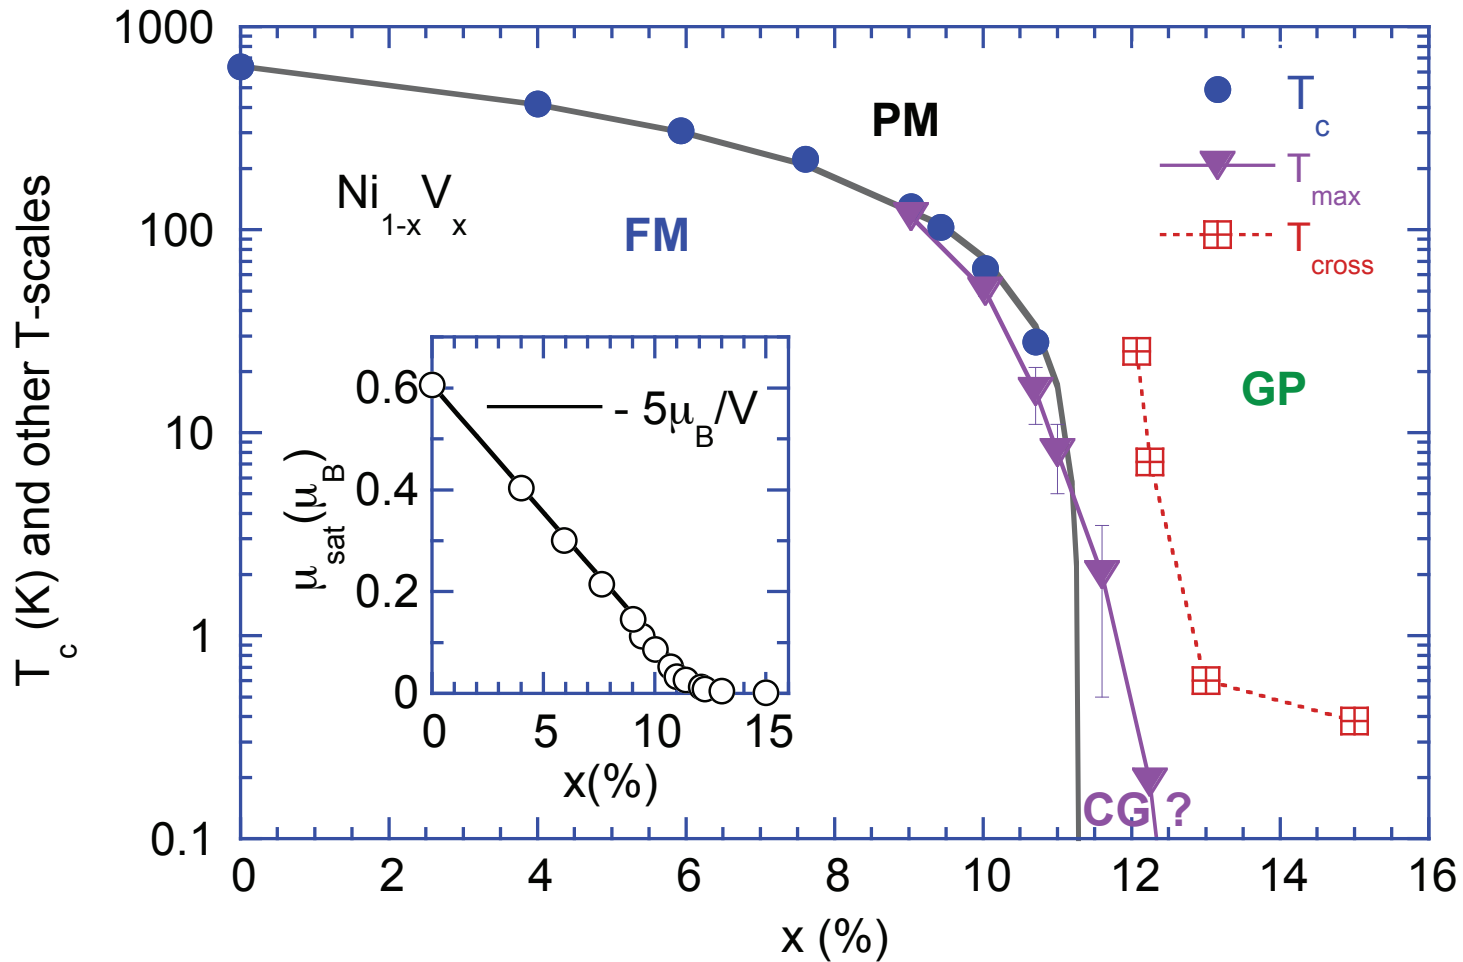 1000
100
10
1
0.1
T_c (K) and other T-scales
PM
T_c
T_max
T_cross
Ni_1-x V_x
FM
GP
0.6
0.4
0.2
0
- 5μ_B/V
μ_sat (μ_B)
0 5 10 15
x(%)
CG ?
0 2 4 6 8 10 12 14 16
x (%)